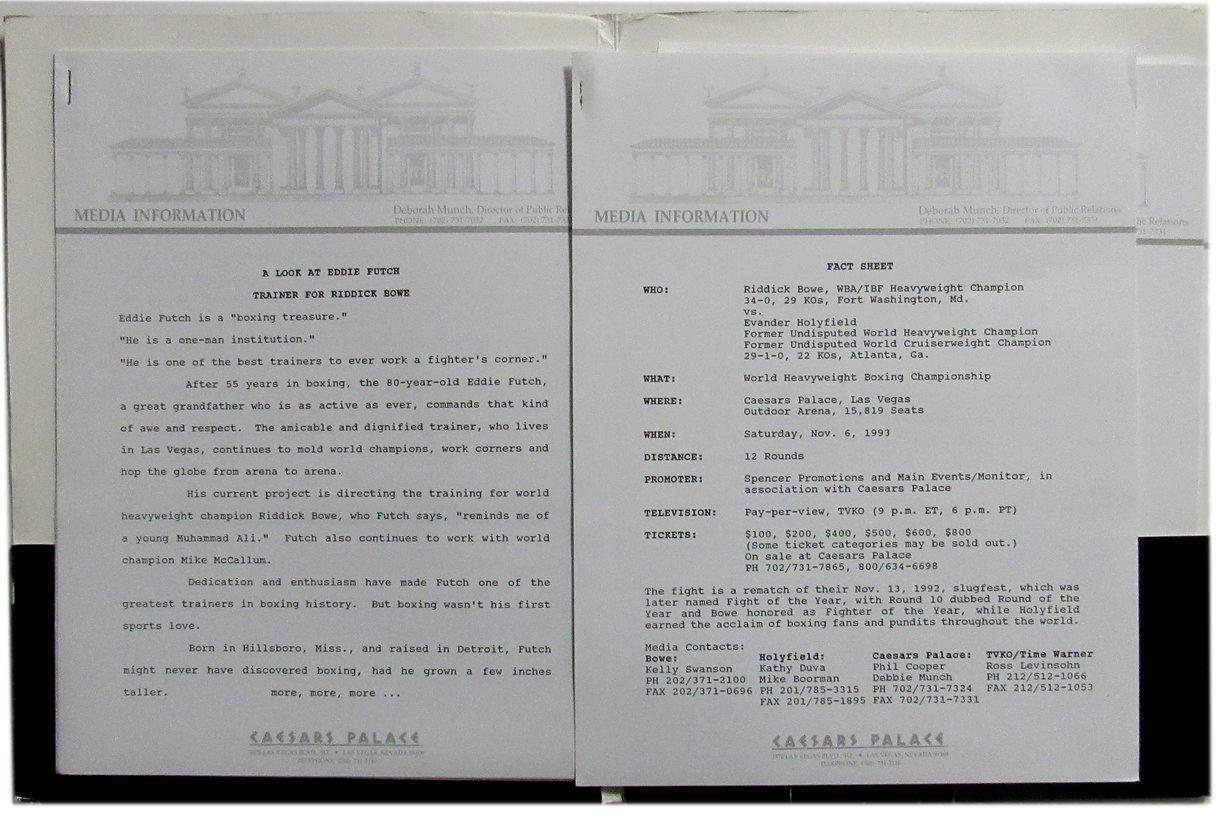 MEDIA INFORMATION
Deborah Munch, Director of Public Re
PHONE: (702) 731-7032 FAX: (702) 731-
A LOOK AT EDDIE FUTCH
TRAINER FOR RIDDICK BOWE
Eddie Futch is a "boxing treasure."
"He is a one-man institution."
"He is one of the best trainers to ever work a fighter's corner."
After 55 years in boxing, the 80-year-old Eddie Futch,
a great grandfather who is as active as ever, commands that kind
of awe and respect. The amicable and dignified trainer, who lives
in Las Vegas, continues to mold world champions, work corners and
hop the globe from arena to arena.
His current project is directing the training for world
heavyweight champion Riddick Bowe, who Futch says, "reminds me of
a young Muhammad Ali." Futch also continues to work with world
champion Mike McCallum.
Dedication and enthusiasm have made Futch one of the
greatest trainers in boxing history. But boxing wasn't his first
sports love.
Born in Hillsboro, Miss., and raised in Detroit, Futch
might never have discovered boxing, had he grown a few inches
taller. more, more, more ...
CAESARS PALACE
MEDIA INFORMATION
Deborah Munch, Director of Public Relations
PHONE: (702) 731-7032 FAX: (702) 731-7331
FACT SHEET
WHO: Riddick Bowe, WBA/IBF Heavyweight Champion
34-0, 29 KOs, Fort Washington, Md.
vs.
Evander Holyfield
Former Undisputed World Heavyweight Champion
Former Undisputed World Cruiserweight Champion
29-1-0, 22 KOs, Atlanta, Ga.
WHAT: World Heavyweight Boxing Championship
WHERE: Caesars Palace, Las Vegas
Outdoor Arena, 15,819 Seats
WHEN: Saturday, Nov. 6, 1993
DISTANCE: 12 Rounds
PROMOTER: Spencer Promotions and Main Events/Monitor, in
association with Caesars Palace
TELEVISION: Pay-per-view, TVKO (9 p.m. ET, 6 p.m. PT)
TICKETS: $100, $200, $400, $500, $600, $800
(Some ticket categories may be sold out.)
On sale at Caesars Palace
PH 702/731-7865, 800/634-6698
The fight is a rematch of their Nov. 13, 1992, slugfest, which was
later named Fight of the Year, with Round 10 dubbed Round of the
Year and Bowe honored as Fighter of the Year, while Holyfield
earned the acclaim of boxing fans and pundits throughout the world.
Media Contacts:
Bowe: Holyfield: Caesars Palace: TVKO/Time Warner
Kelly Swanson Kathy Duva Phil Cooper Ross Levinsohn
PH 202/371-2100 Mike Boorman Debbie Munch PH 212/512-1066
FAX 202/371-0696 PH 201/785-3315 PH 702/731-7324 FAX 212/512-1053
FAX 201/785-1895 FAX 702/731-7331
CAESARS PALACE
lic Relations
731-7331